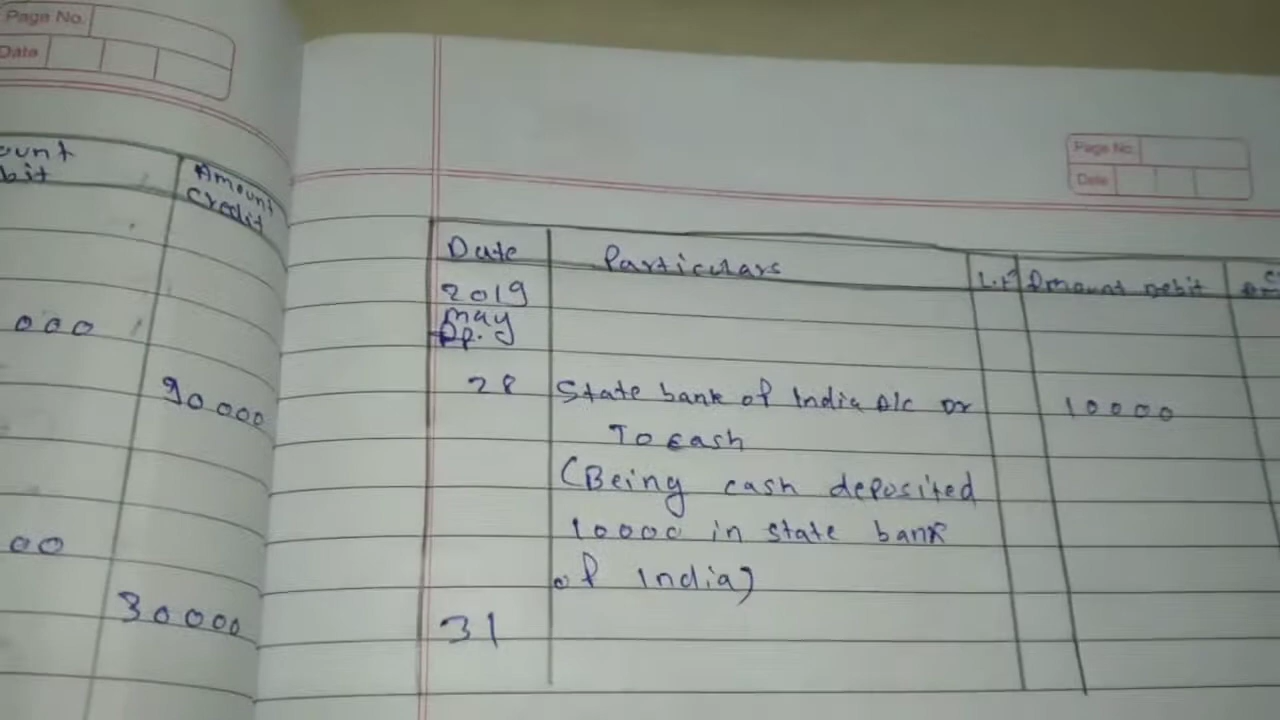 Page No.
Date
Amount
credit
000
90000
00
30000
Page No.
Date
Date Particulars L.F Amount Debit
2019
may
28 State bank of India A/c Dr 10000
To cash
(Being cash deposited
10000 in state bank
of India)
31